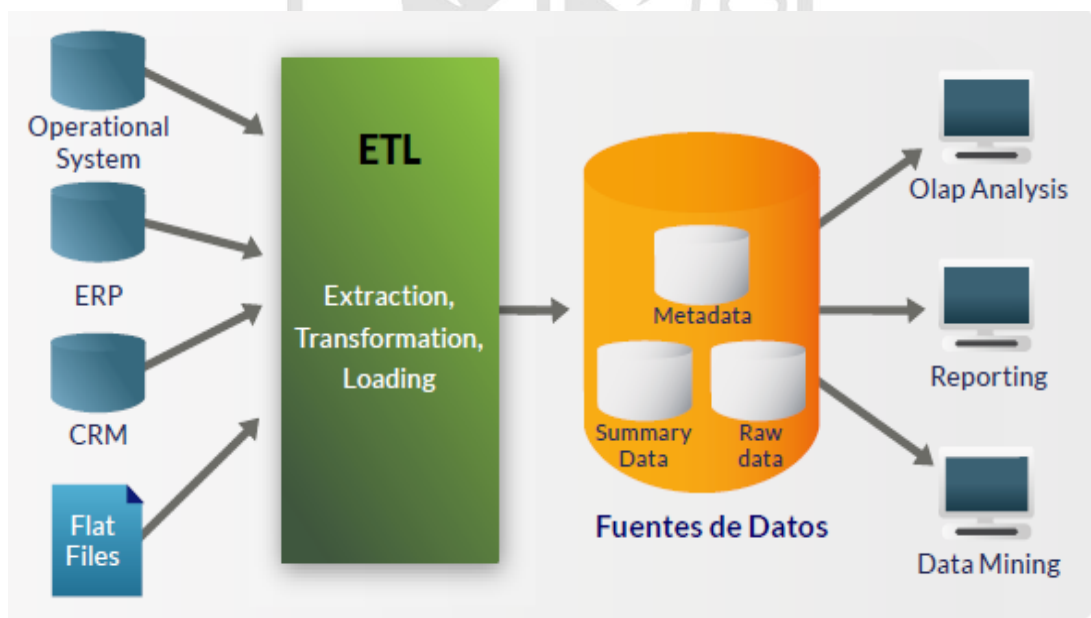 Operational
System
ERP
CRM
Flat
Files
ETL
Extraction,
Transformation,
Loading
Metadata
Summary
Data
Raw
data
Fuentes de Datos
Olap Analysis
Reporting
Data Mining